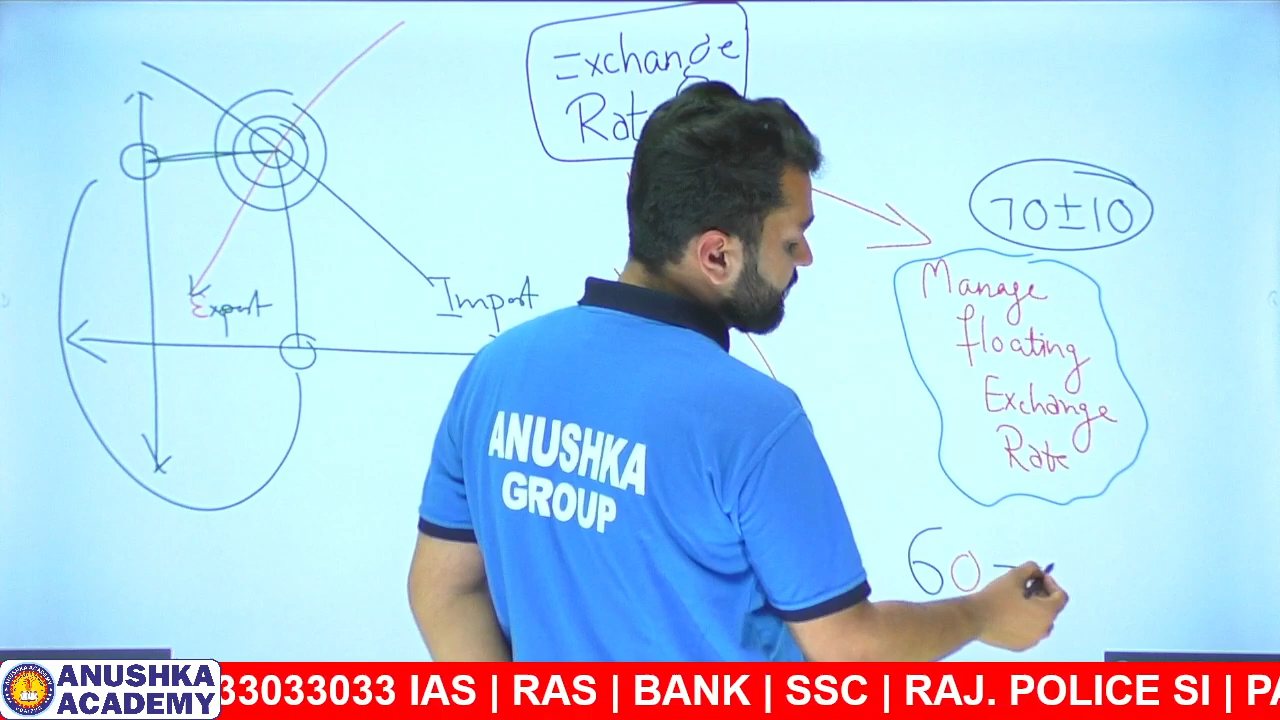 Exchange
Rat
70±10
Manage
floating
Exchange
Rate
Export
Import
60-
ANUSHKA
GROUP
ANUSHKA
ACADEMY
33033033 IAS | RAS | BANK | SSC | RAJ. POLICE SI | PA